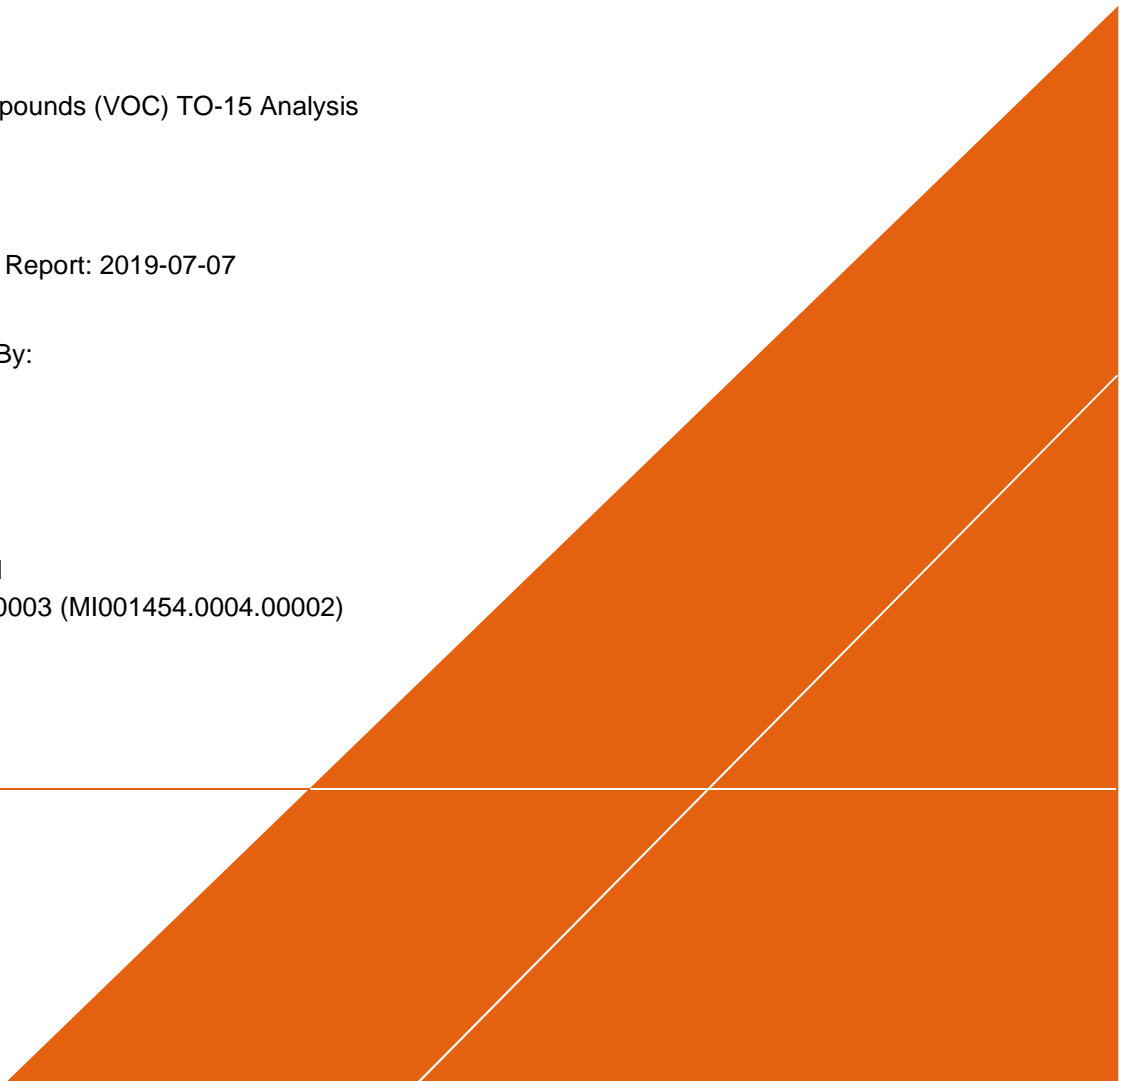 pounds (VOC) TO-15 Analysis
Report: 2019-07-07
By:
0003 (MI001454.0004.00002)